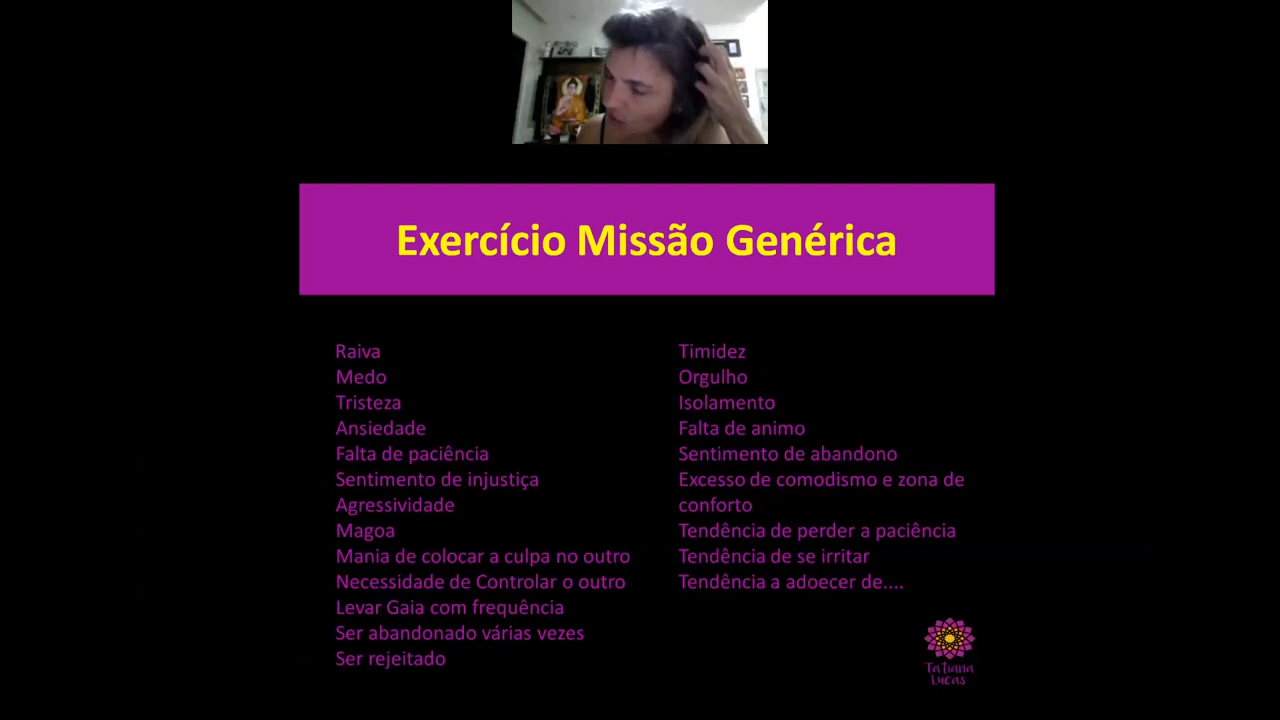 Exercício Missão Genérica
Raiva
Medo
Tristeza
Ansiedade
Falta de paciência
Sentimento de injustiça
Agressividade
Magoa
Mania de colocar a culpa no outro
Necessidade de Controlar o outro
Levar Gaia com frequência
Ser abandonado várias vezes
Ser rejeitado
Timidez
Orgulho
Isolamento
Falta de animo
Sentimento de abandono
Excesso de comodismo e zona de
conforto
Tendência de perder a paciência
Tendência de se irritar
Tendência a adoecer de....
Tatiana
Lucas